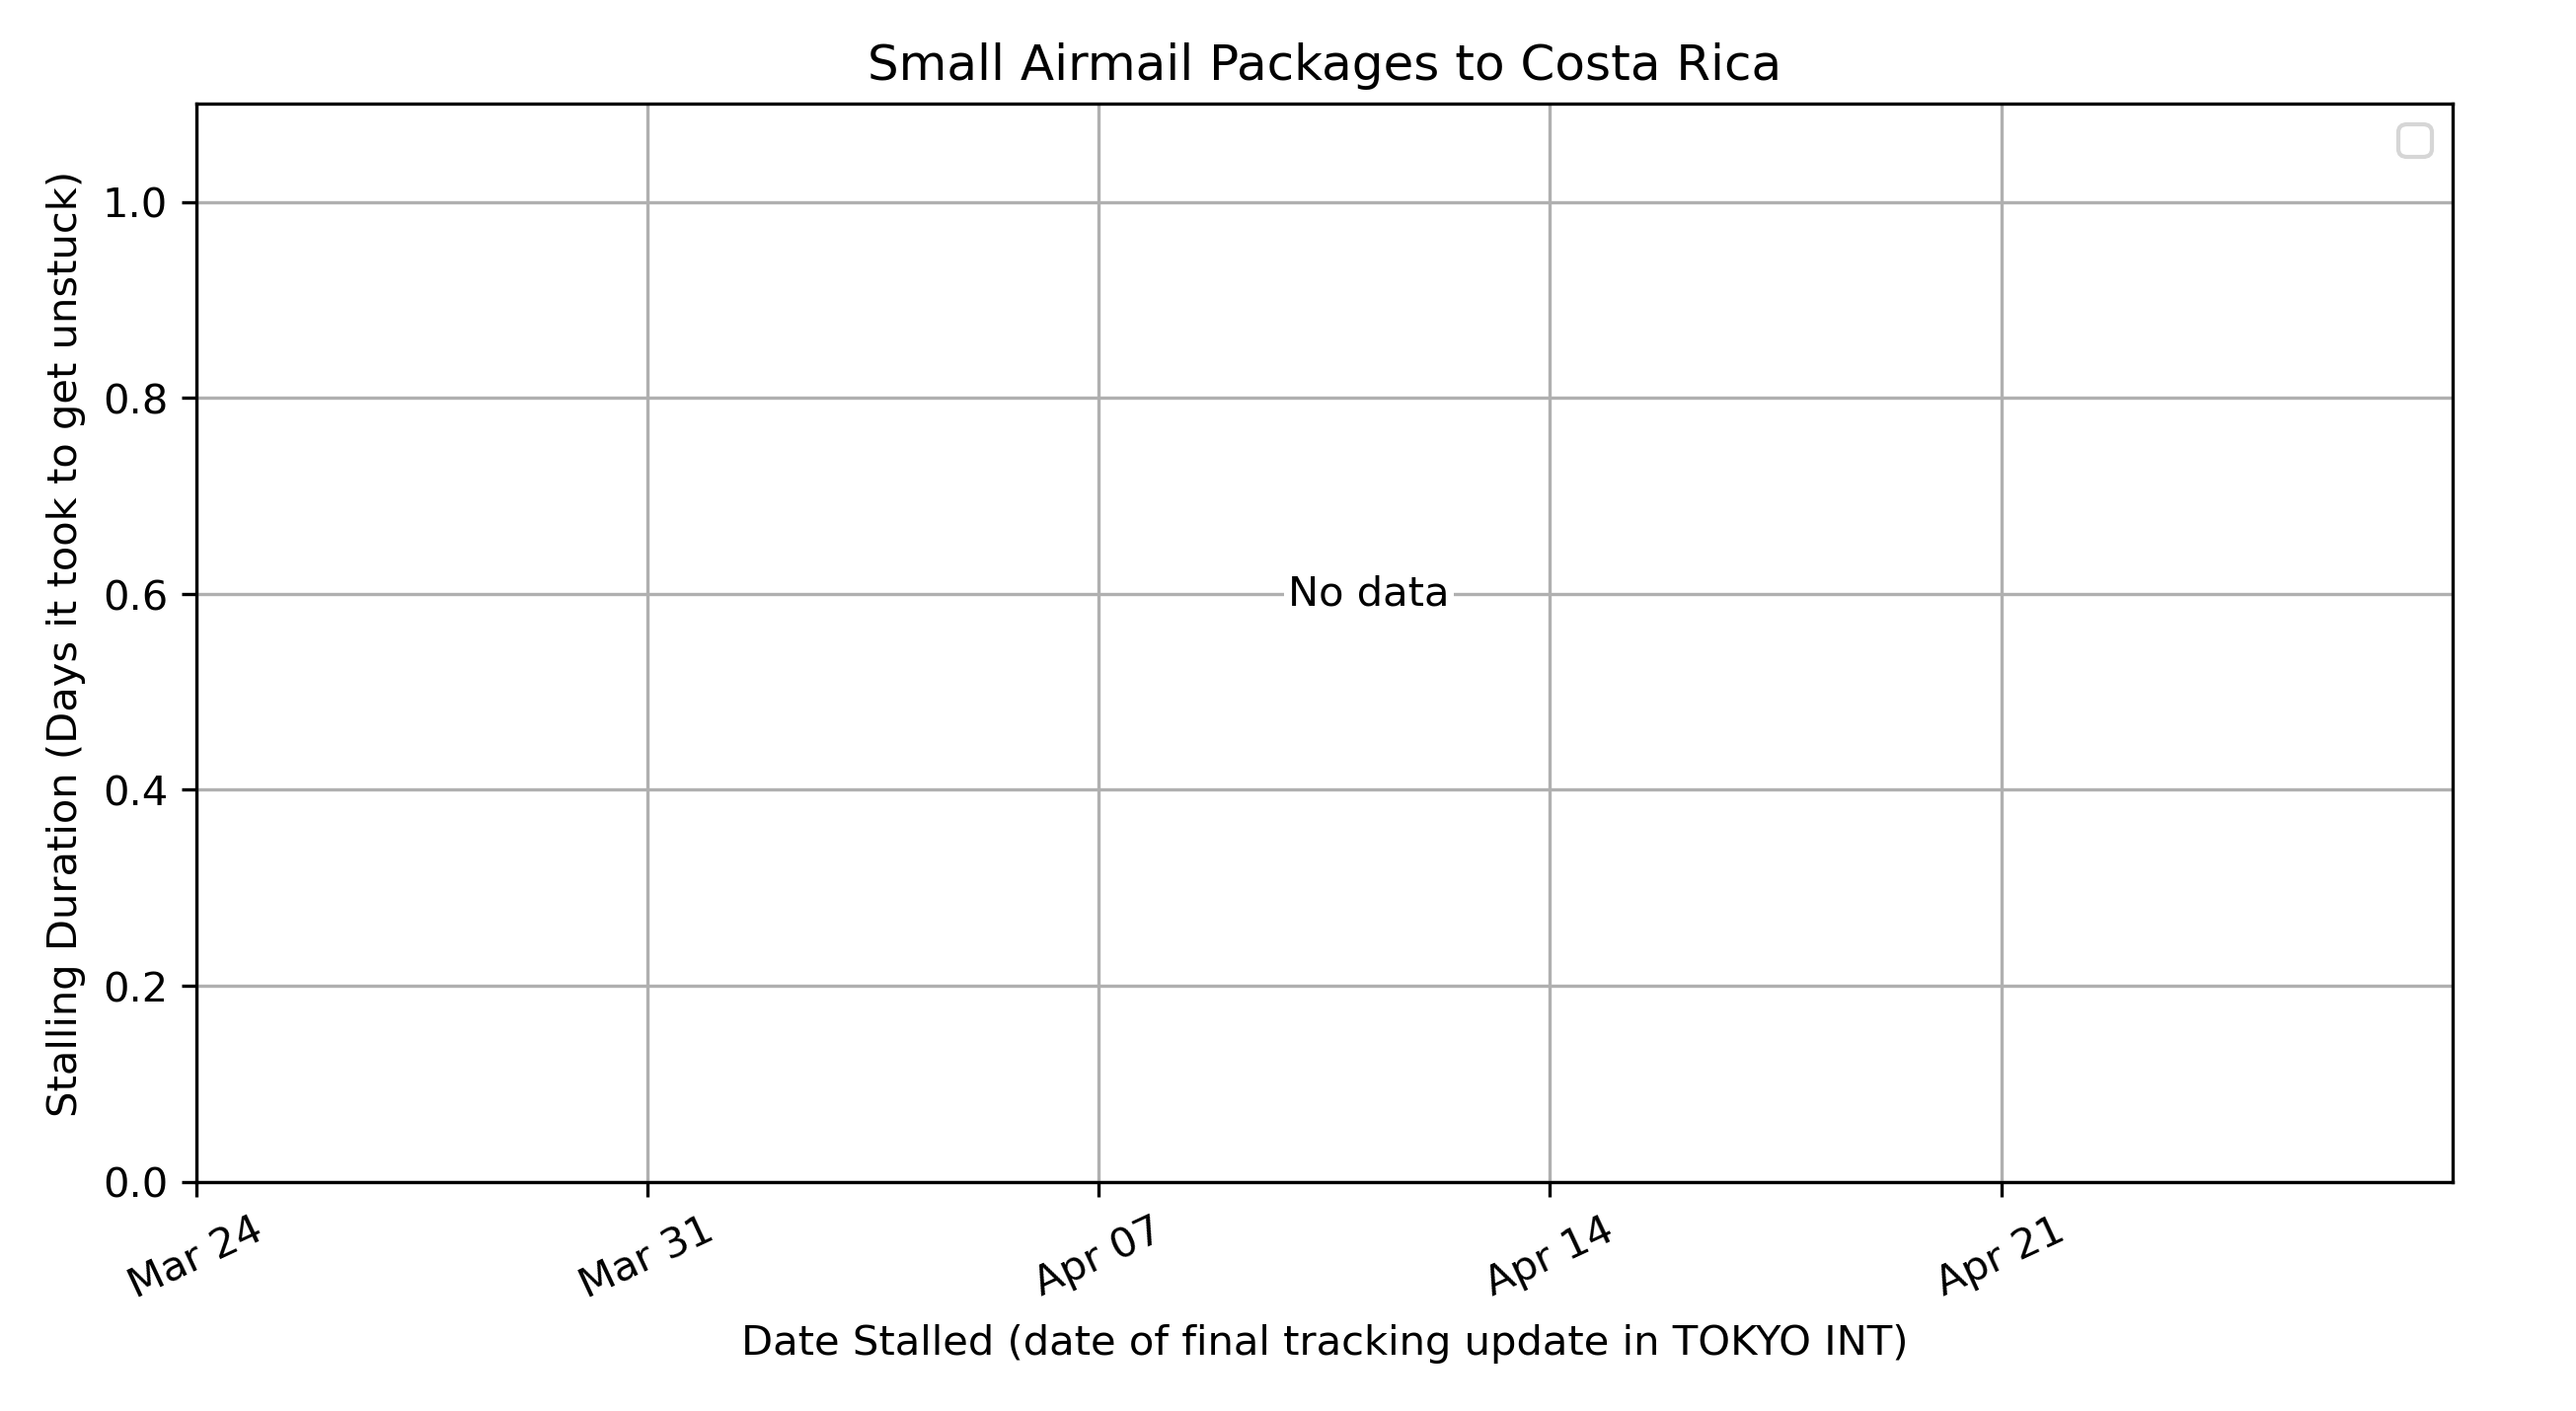 Small Airmail Packages to Costa Rica
Stalling Duration (Days it took to get unstuck)
1.0
0.8
0.6
0.4
0.2
0.0
No data
Mar 24
Mar 31
Apr 07
Apr 14
Apr 21
Date Stalled (date of final tracking update in TOKYO INT)